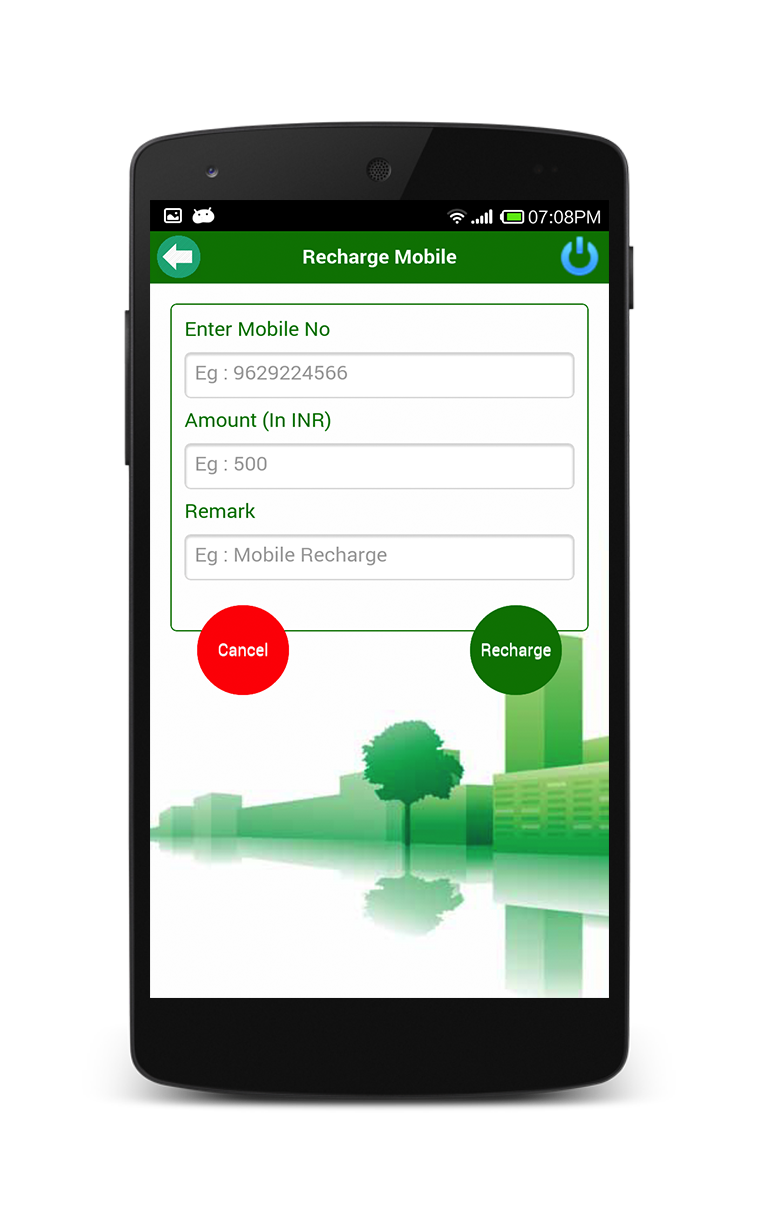 07:08PM
Recharge Mobile
Enter Mobile No
Eg : 9629224566
Amount (In INR)
Eg : 500
Remark
Eg : Mobile Recharge
Cancel
Recharge